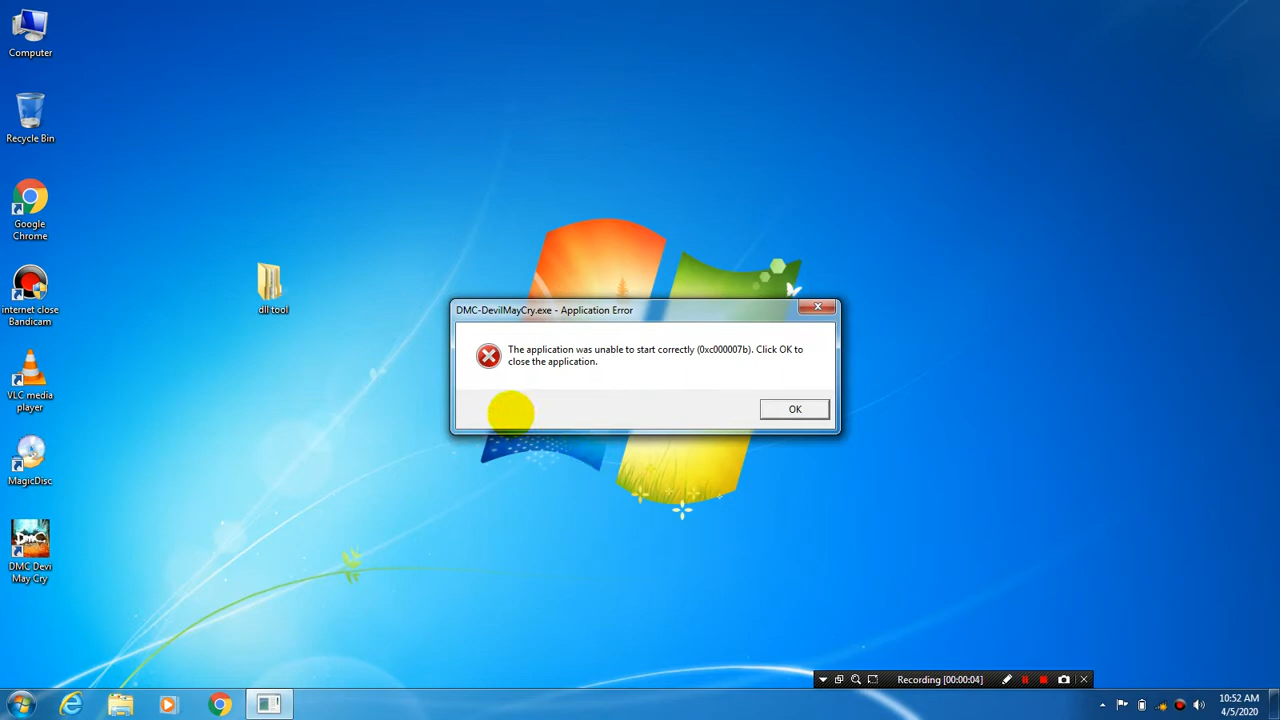 Computer
Recycle Bin
Google
Chrome
internet close
Bandicam
VLC media
player
MagicDisc
DMC
DMC Devi
May Cry
dll tool
DMC-DevilMayCry.exe - Application Error
The application was unable to start correctly (0xc000007b). Click OK to
close the application.
OK
Recording [00:00:04]
10:52 AM
4/5/2020